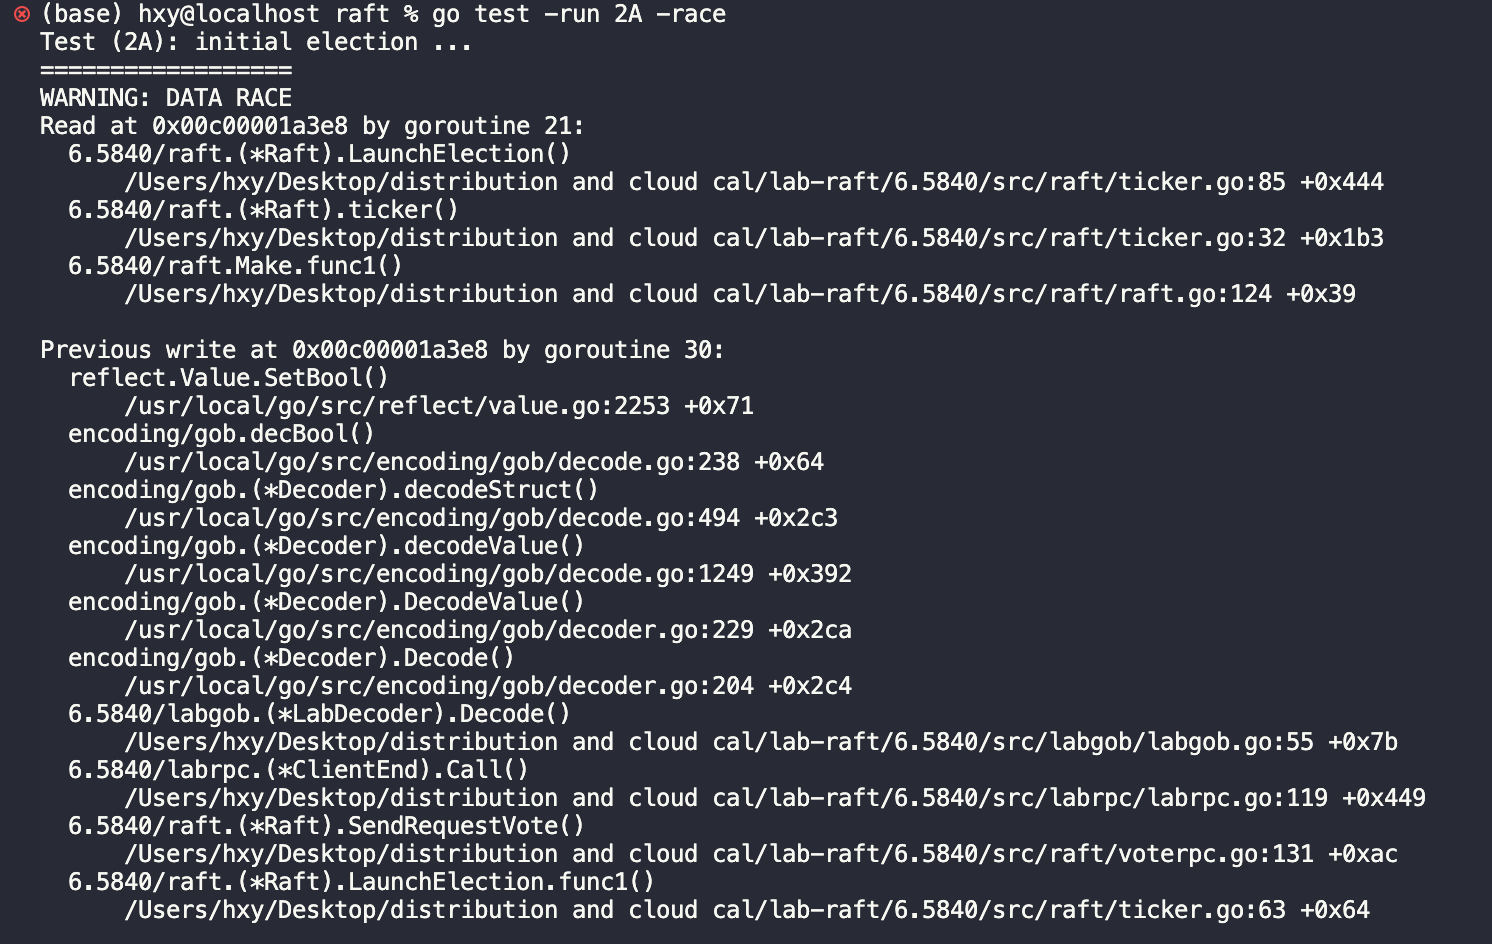 (base) hxy@localhost raft % go test -run 2A -race
Test (2A): initial election ...
==================
WARNING: DATA RACE
Read at 0x00c00001a3e8 by goroutine 21:
  6.5840/raft.(*Raft).LaunchElection()
      /Users/hxy/Desktop/distribution and cloud cal/lab-raft/6.5840/src/raft/ticker.go:85 +0x444
  6.5840/raft.(*Raft).ticker()
      /Users/hxy/Desktop/distribution and cloud cal/lab-raft/6.5840/src/raft/ticker.go:32 +0x1b3
  6.5840/raft.Make.func1()
      /Users/hxy/Desktop/distribution and cloud cal/lab-raft/6.5840/src/raft/raft.go:124 +0x39

Previous write at 0x00c00001a3e8 by goroutine 30:
  reflect.Value.SetBool()
      /usr/local/go/src/reflect/value.go:2253 +0x71
  encoding/gob.decBool()
      /usr/local/go/src/encoding/gob/decode.go:238 +0x64
  encoding/gob.(*Decoder).decodeStruct()
      /usr/local/go/src/encoding/gob/decode.go:494 +0x2c3
  encoding/gob.(*Decoder).decodeValue()
      /usr/local/go/src/encoding/gob/decode.go:1249 +0x392
  encoding/gob.(*Decoder).DecodeValue()
      /usr/local/go/src/encoding/gob/decoder.go:229 +0x2ca
  encoding/gob.(*Decoder).Decode()
      /usr/local/go/src/encoding/gob/decoder.go:204 +0x2c4
  6.5840/labgob.(*LabDecoder).Decode()
      /Users/hxy/Desktop/distribution and cloud cal/lab-raft/6.5840/src/labgob/labgob.go:55 +0x7b
  6.5840/labrpc.(*ClientEnd).Call()
      /Users/hxy/Desktop/distribution and cloud cal/lab-raft/6.5840/src/labrpc/labrpc.go:119 +0x449
  6.5840/raft.(*Raft).SendRequestVote()
      /Users/hxy/Desktop/distribution and cloud cal/lab-raft/6.5840/src/raft/voterpc.go:131 +0xac
  6.5840/raft.(*Raft).LaunchElection.func1()
      /Users/hxy/Desktop/distribution and cloud cal/lab-raft/6.5840/src/raft/ticker.go:63 +0x64